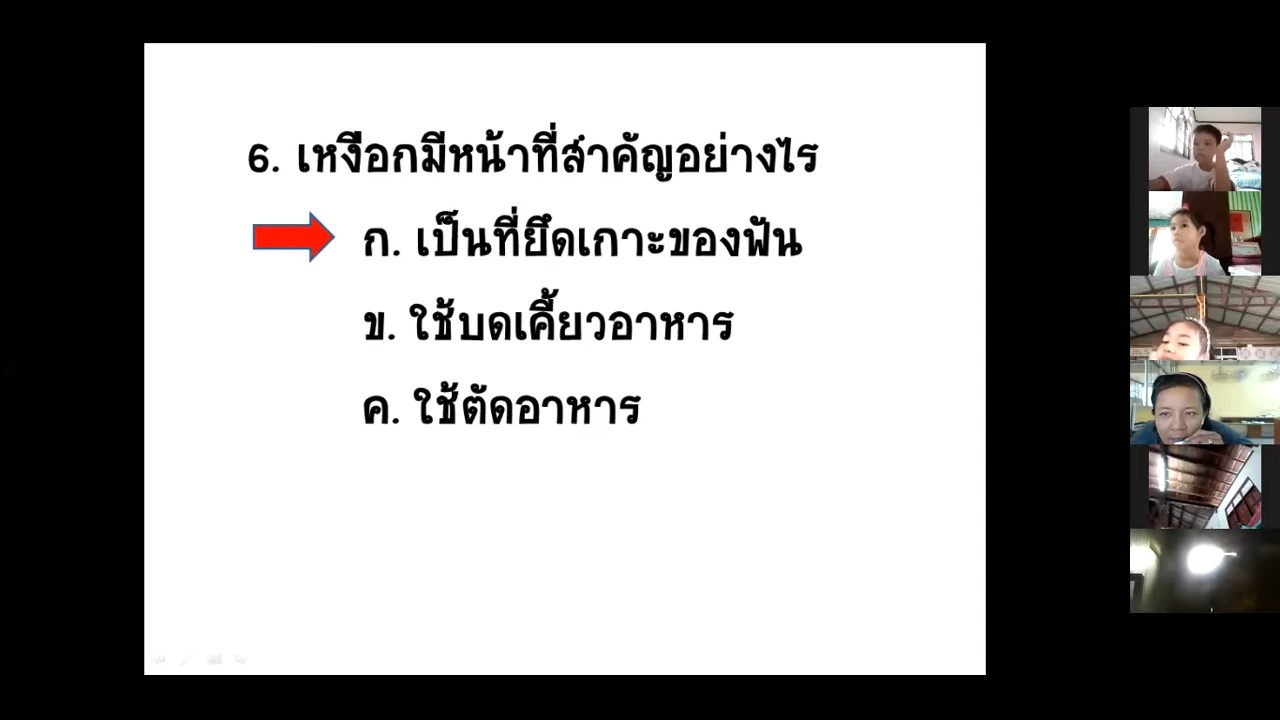 6. เหงือกมีหน้าที่สำคัญอย่างไร
ก. เป็นที่ยึดเกาะของฟัน
ข. ใช้บดเคี้ยวอาหาร
ค. ใช้ตัดอาหาร